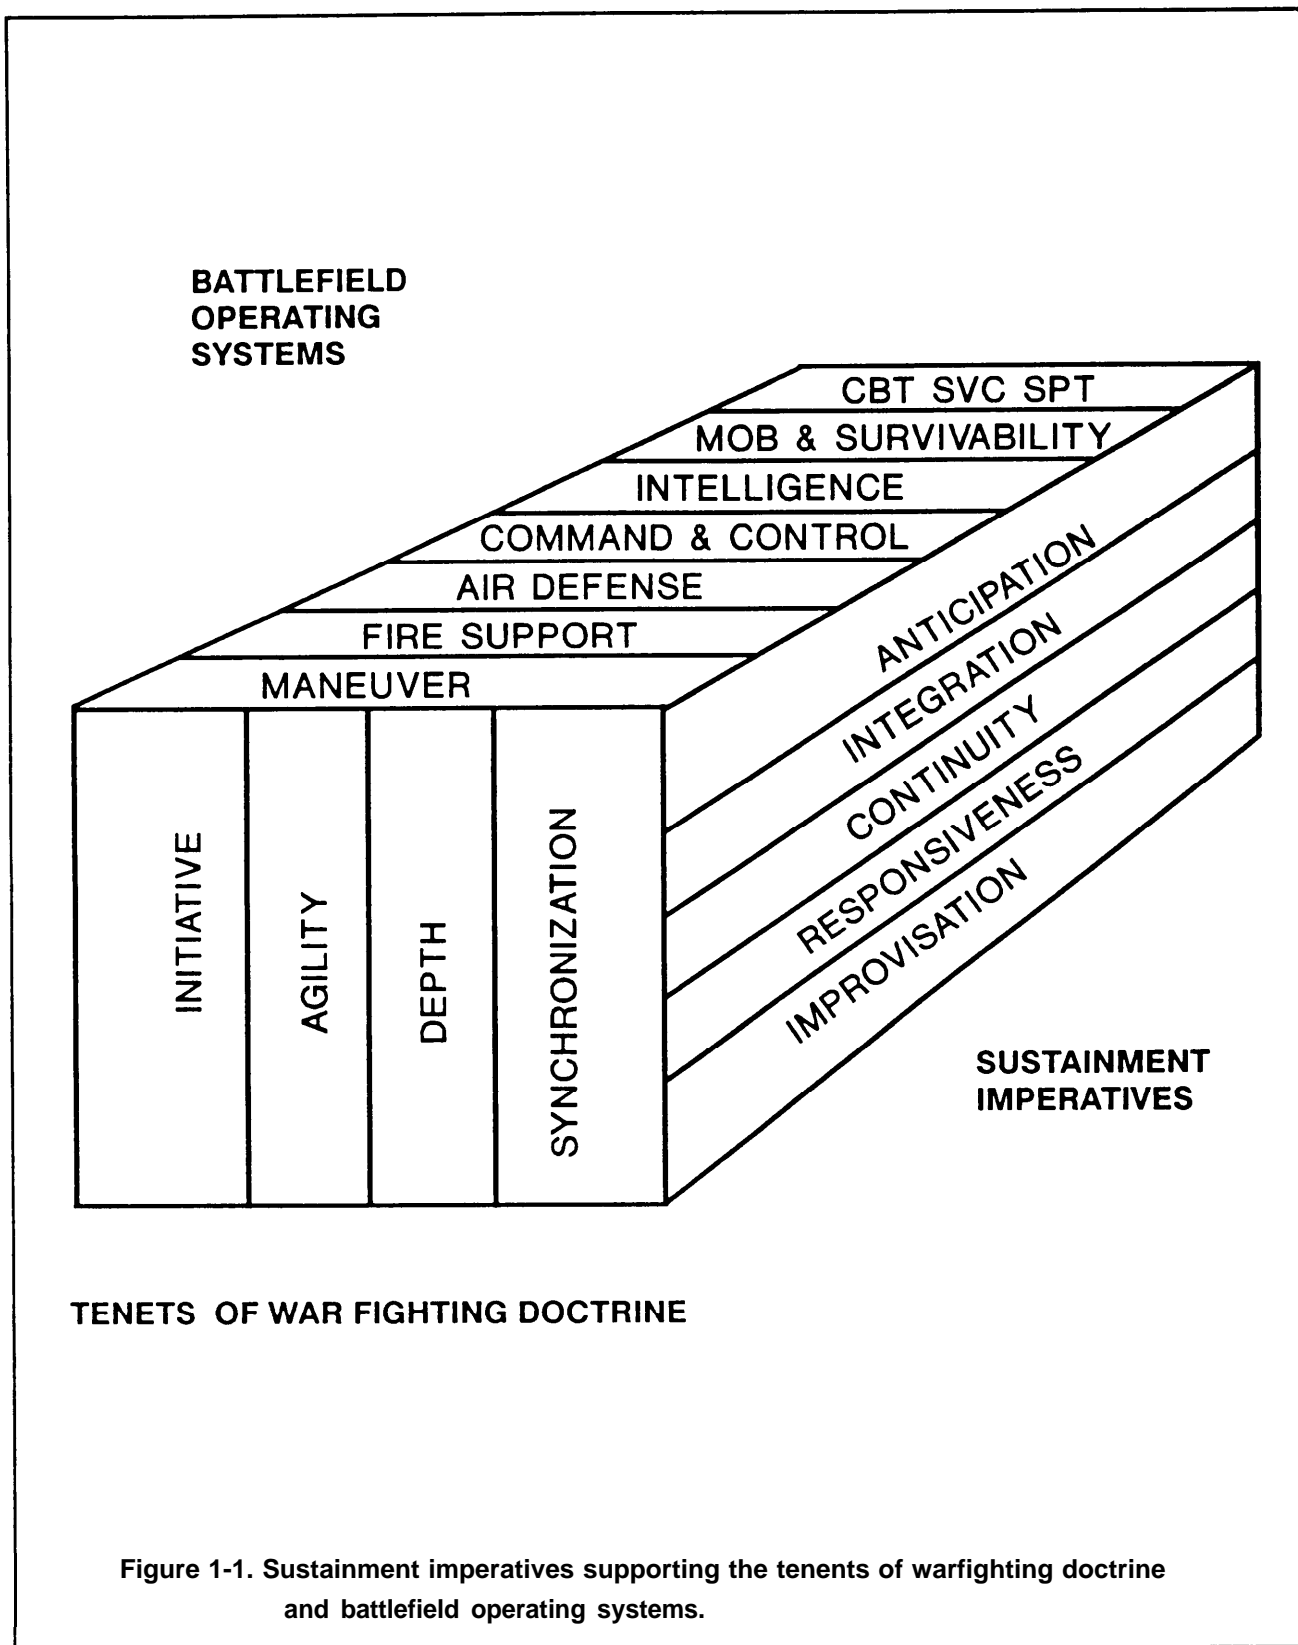 BATTLEFIELD
OPERATING
SYSTEMS
CBT SVC SPT
MOB & SURVIVABILITY
INTELLIGENCE
COMMAND & CONTROL
AIR DEFENSE
FIRE SUPPORT
MANEUVER
INITIATIVE
AGILITY
DEPTH
SYNCHRONIZATION
ANTICIPATION
INTEGRATION
CONTINUITY
RESPONSIVENESS
IMPROVISATION
SUSTAINMENT
IMPERATIVES
TENETS OF WAR FIGHTING DOCTRINE
Figure 1-1. Sustainment imperatives supporting the tenents of warfighting doctrine
and battlefield operating systems.